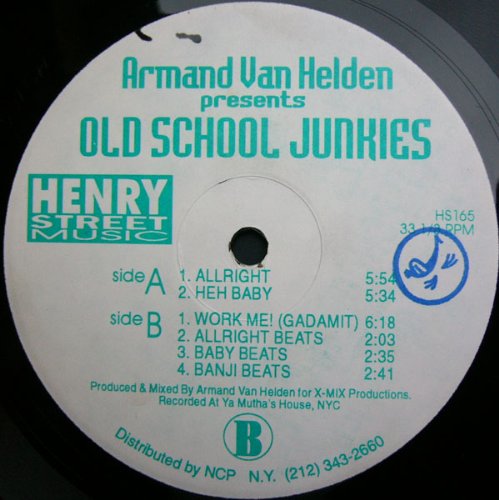 Armand Van Helden
presents
OLD SCHOOL JUNKIES
HENRY
STREET
MUSIC
HS165
33 1/3 RPM
side A 1. ALLRIGHT 5:54
2. HEH BABY 5:34
side B 1. WORK ME! (GADAMIT) 6:18
2. ALLRIGHT BEATS 2:03
3. BABY BEATS 2:35
4. BANJI BEATS 2:41
Produced & Mixed By Armand Van Helden for X-MIX Productions.
Recorded At Ya Mutha's House, NYC
B
Distributed by NCP N.Y. (212) 343-2660